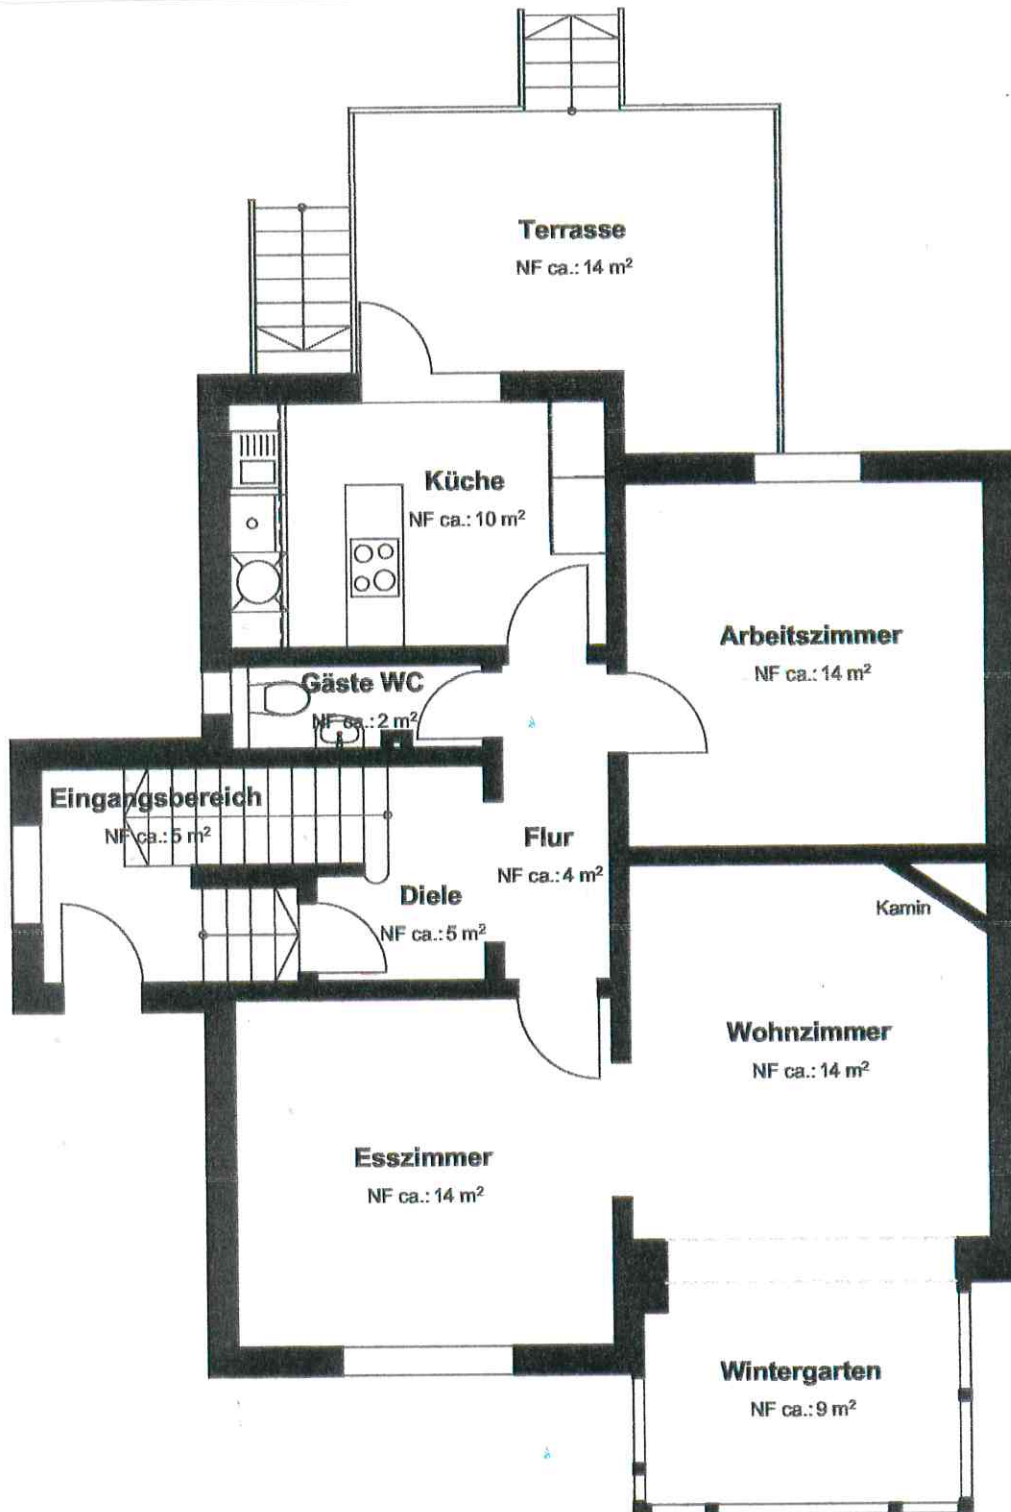 Terrasse
NF ca.: 14 m²
Küche
NF ca.: 10 m²
Arbeitszimmer
NF ca.: 14 m²
Gäste WC
NF ca.: 2 m²
Eingangsbereich
NF ca.: 5 m²
Flur
NF ca.: 4 m²
Diele
NF ca.: 5 m²
Kamin
Wohnzimmer
NF ca.: 14 m²
Esszimmer
NF ca.: 14 m²
Wintergarten
NF ca.: 9 m²